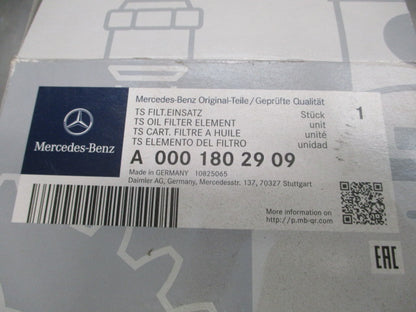 Mercedes-Benz Original-Teile/Geprüfte Qualität
TS FILT.EINSATZ Stück 1
TS OIL FILTER ELEMENT unit
TS CART. FILTRE A HUILE unité
TS ELEMENTO DEL FILTRO unidad
Mercedes-Benz
A 000 180 29 09
Made in GERMANY 10825065
Daimler AG, Germany, Mercedesstr. 137, 70327 Stuttgart
More information on
http://p.mb-qr.com
EAC